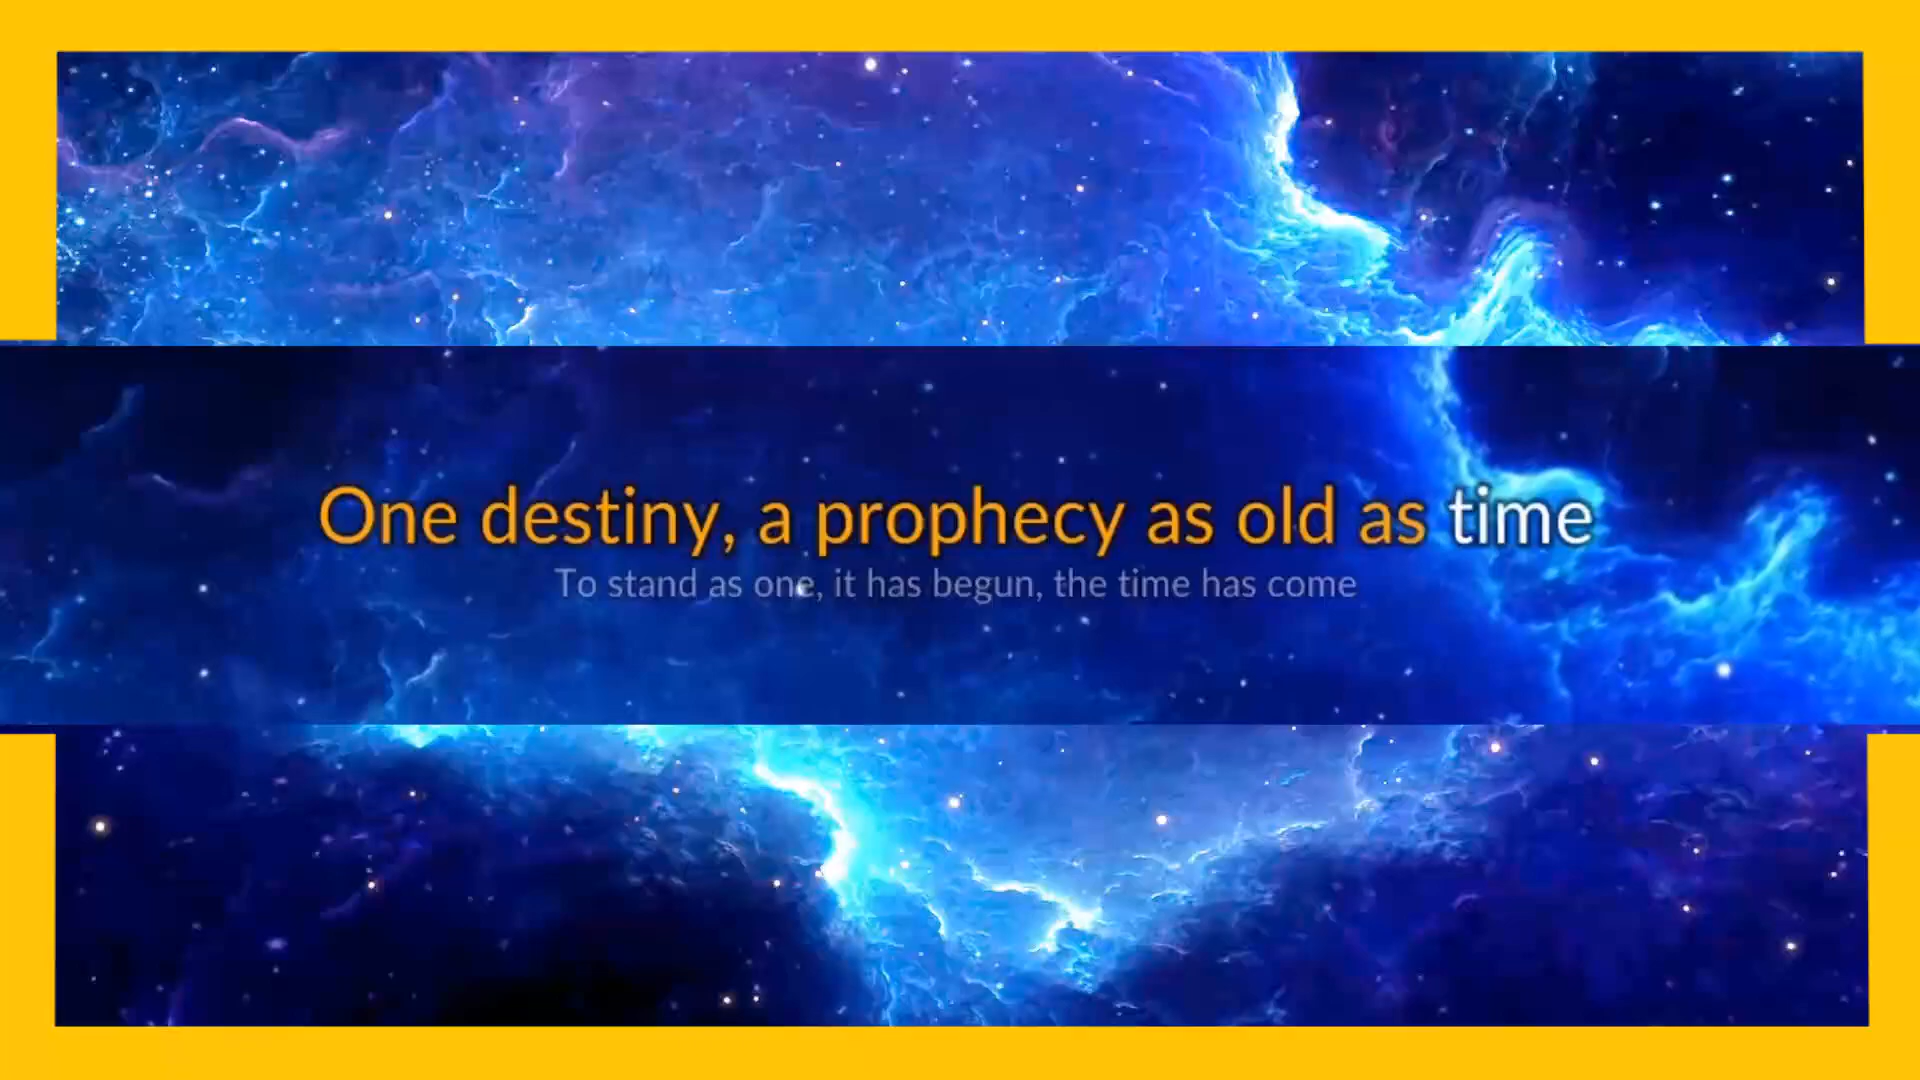 One destiny, a prophecy as old as time
To stand as one, it has begun, the time has come